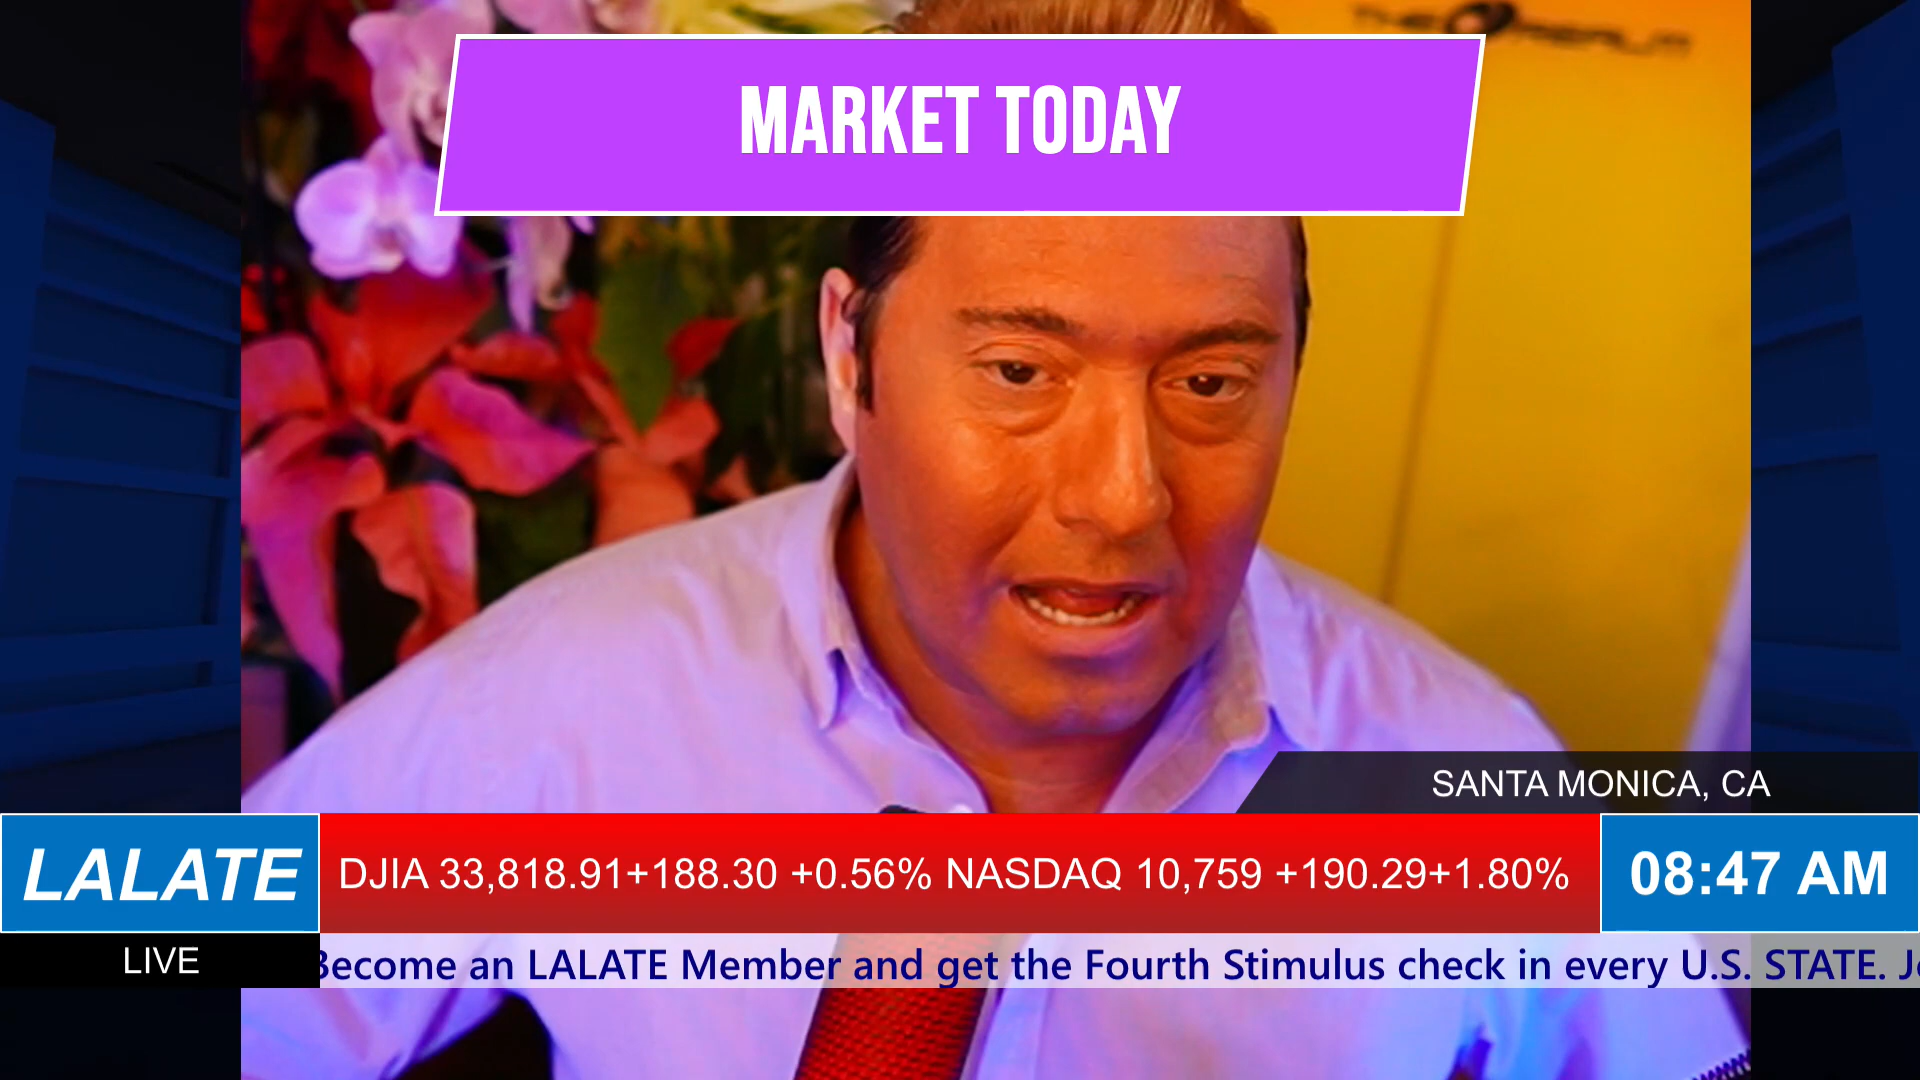 MARKET TODAY
SANTA MONICA, CA
LALATE
DJIA 33,818.91+188.30 +0.56% NASDAQ 10,759 +190.29+1.80%
08:47 AM
LIVE
Become an LALATE Member and get the Fourth Stimulus check in every U.S. STATE.